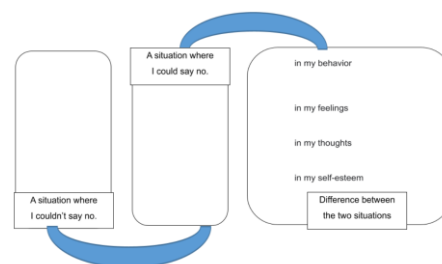 A situation where
I couldn't say no.
A situation where
I could say no.
in my behavior
in my feelings
in my thoughts
in my self-esteem
Difference between
the two situations